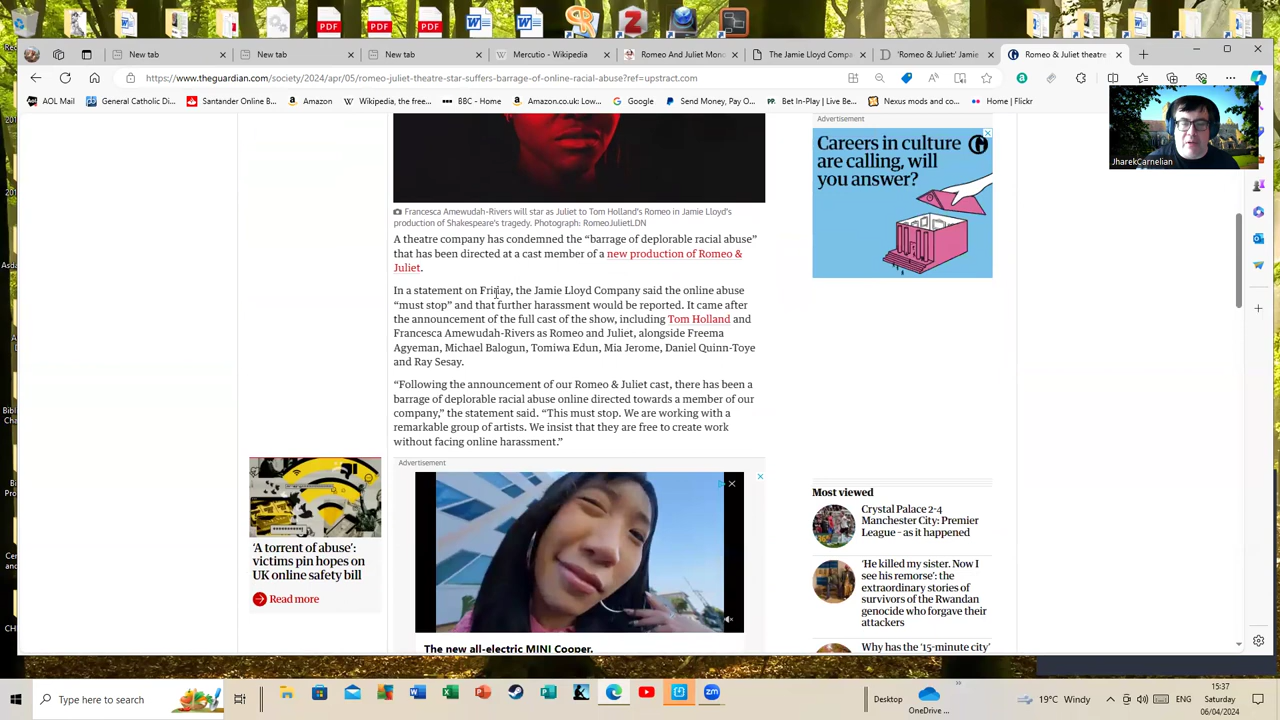 PDF
PDF
PDF
New tab
New tab
New tab
Mercutio - Wikipedia
Romeo And Juliet Mon
The Jamie Lloyd Comp
'Romeo & Juliet:' Jamie
Romeo & Juliet theatre
https://www.theguardian.com/society/2024/apr/05/romeo-juliet-theatre-star-suffers-barrage-of-online-racial-abuse?ref=upstract.com
AOL Mail
General Catholic Di...
Santander Online B...
Amazon
Wikipedia, the free...
BBC - Home
Amazon.co.uk: Low...
Google
Send Money, Pay O...
Bet In-Play | Live Be...
Nexus mods and co...
Home | Flickr
JharekCarnelian
Advertisement
Careers in culture
are calling, will
you answer?
Francesca Amewudah-Rivers will star as Juliet to Tom Holland's Romeo in Jamie Lloyd's
production of Shakespeare's tragedy. Photograph: RomeoJulietLDN
A theatre company has condemned the “barrage of deplorable racial abuse”
that has been directed at a cast member of a new production of Romeo &
Juliet.
In a statement on Friday, the Jamie Lloyd Company said the online abuse
“must stop” and that further harassment would be reported. It came after
the announcement of the full cast of the show, including Tom Holland and
Francesca Amewudah-Rivers as Romeo and Juliet, alongside Freema
Agyeman, Michael Balogun, Tomiwa Edun, Mia Jerome, Daniel Quinn-Toye
and Ray Sesay.
“Following the announcement of our Romeo & Juliet cast, there has been a
barrage of deplorable racial abuse online directed towards a member of our
company,” the statement said. “This must stop. We are working with a
remarkable group of artists. We insist that they are free to create work
without facing online harassment.”
Advertisement
The new all-electric MINI Cooper.
‘A torrent of abuse’:
victims pin hopes on
UK online safety bill
Read more
Most viewed
Crystal Palace 2-4
Manchester City: Premier
League – as it happened
‘He killed my sister. Now I
see his remorse’: the
extraordinary stories of
survivors of the Rwandan
genocide who forgave their
attackers
Why has the ‘15-minute city’
Type here to search
Desktop
OneDrive ...
19°C Windy
ENG
15:37
Saturday
06/04/2024